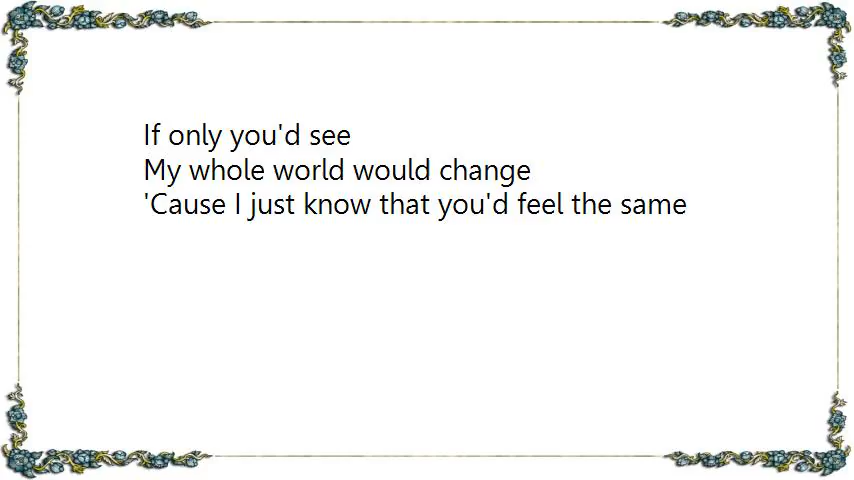 If only you'd see
My whole world would change
'Cause I just know that you'd feel the same